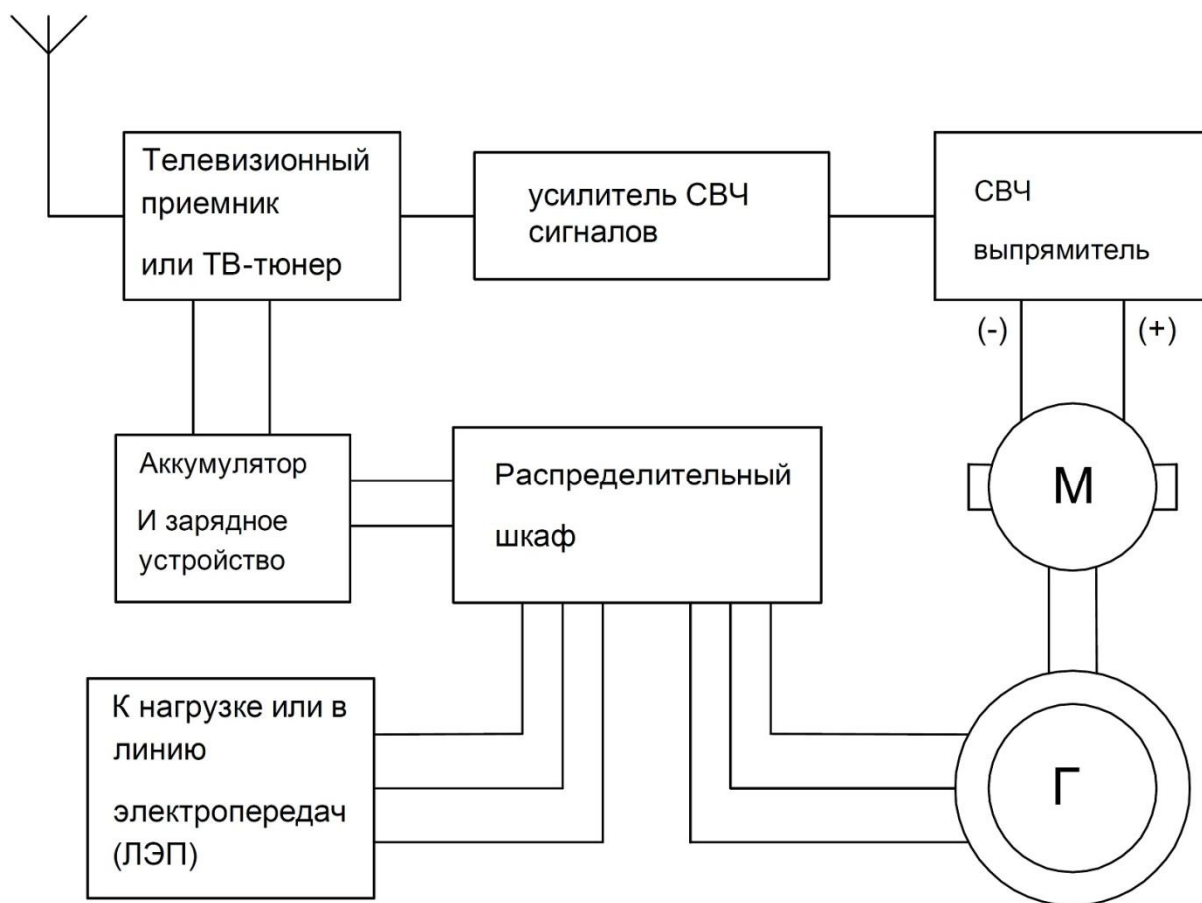 Телевизионный
приемник
или ТВ-тюнер
усилитель СВЧ
сигналов
СВЧ
выпрямитель
(-)
(+)
Аккумулятор
И зарядное
устройство
Распределительный
шкаф
М
К нагрузке или в
линию
электропередач
(ЛЭП)
Г